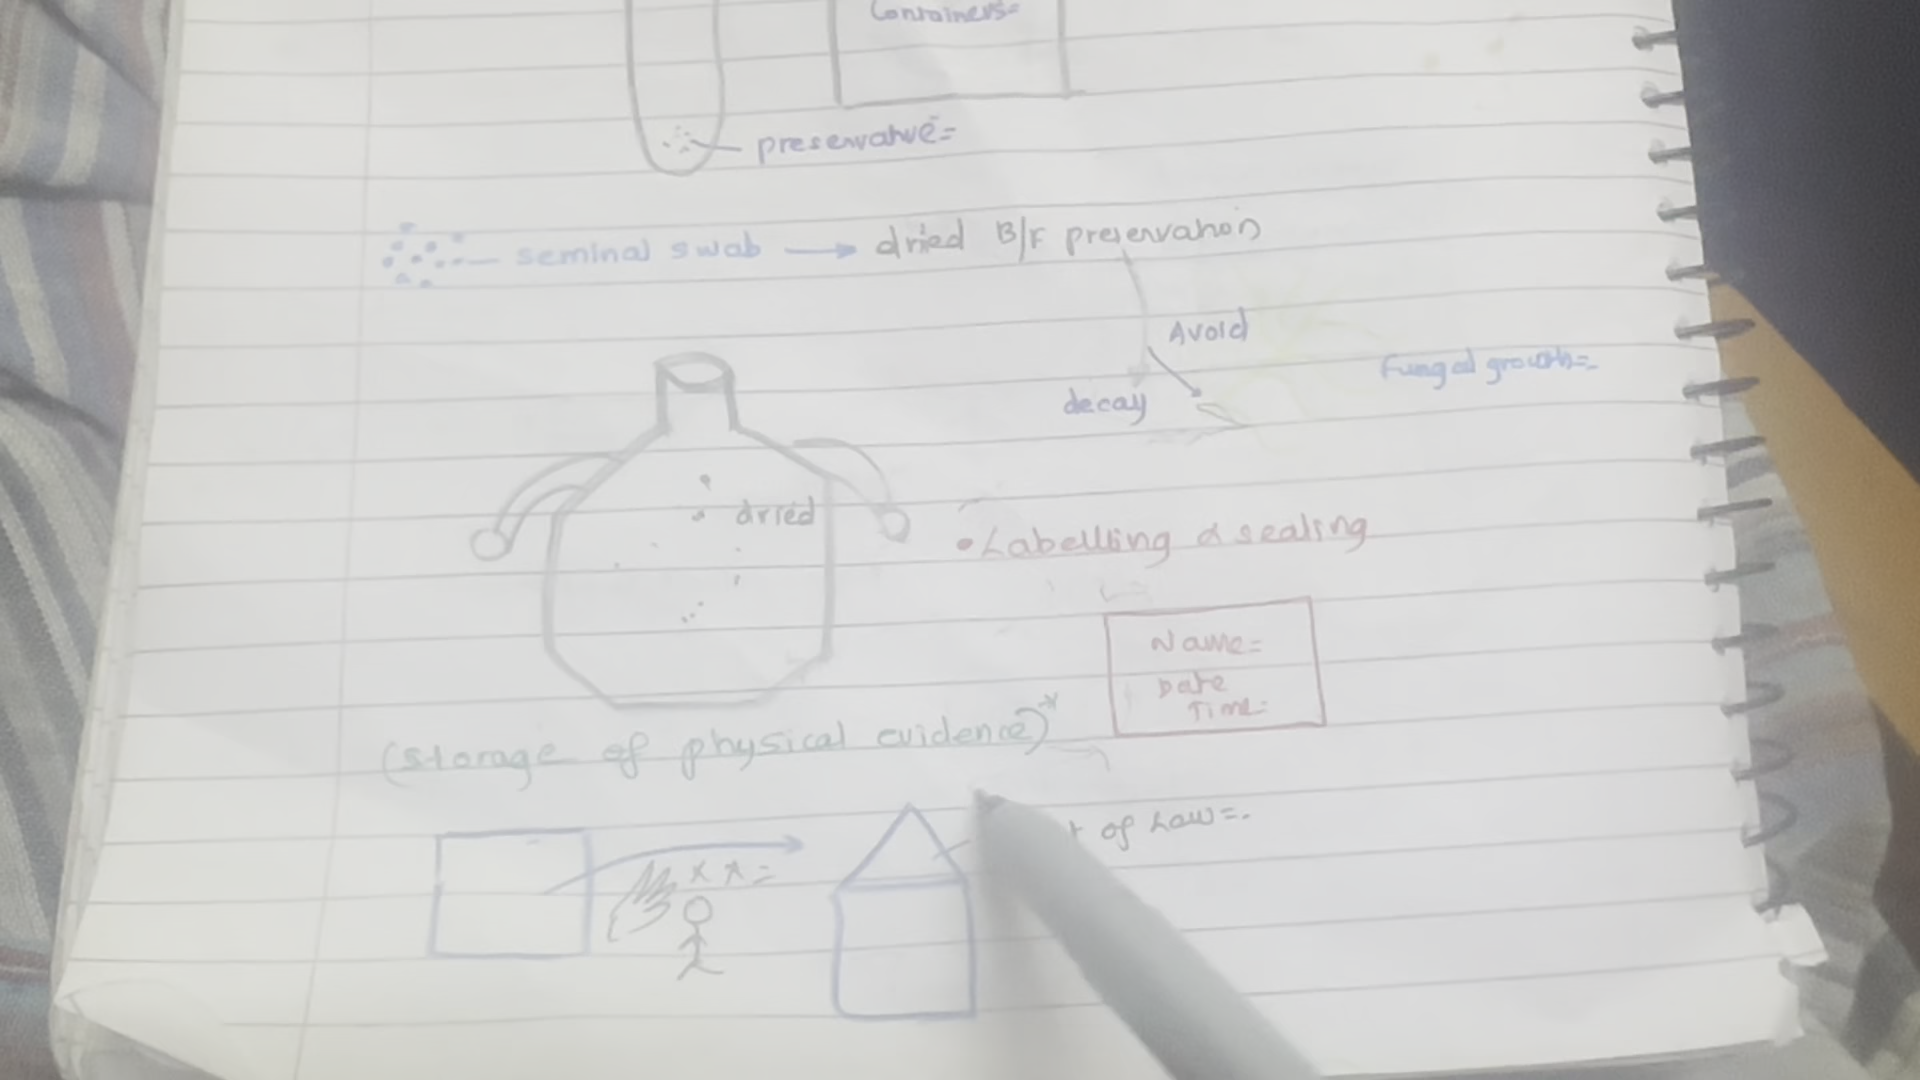 Containers=
preservative=
seminal swab → dried B/F preservation
Avoid
Fungal growth=
decay
dried
•Labelling & sealing
Name=
Date
Time=
(storage of physical evidence)*
of Law=.
x x =